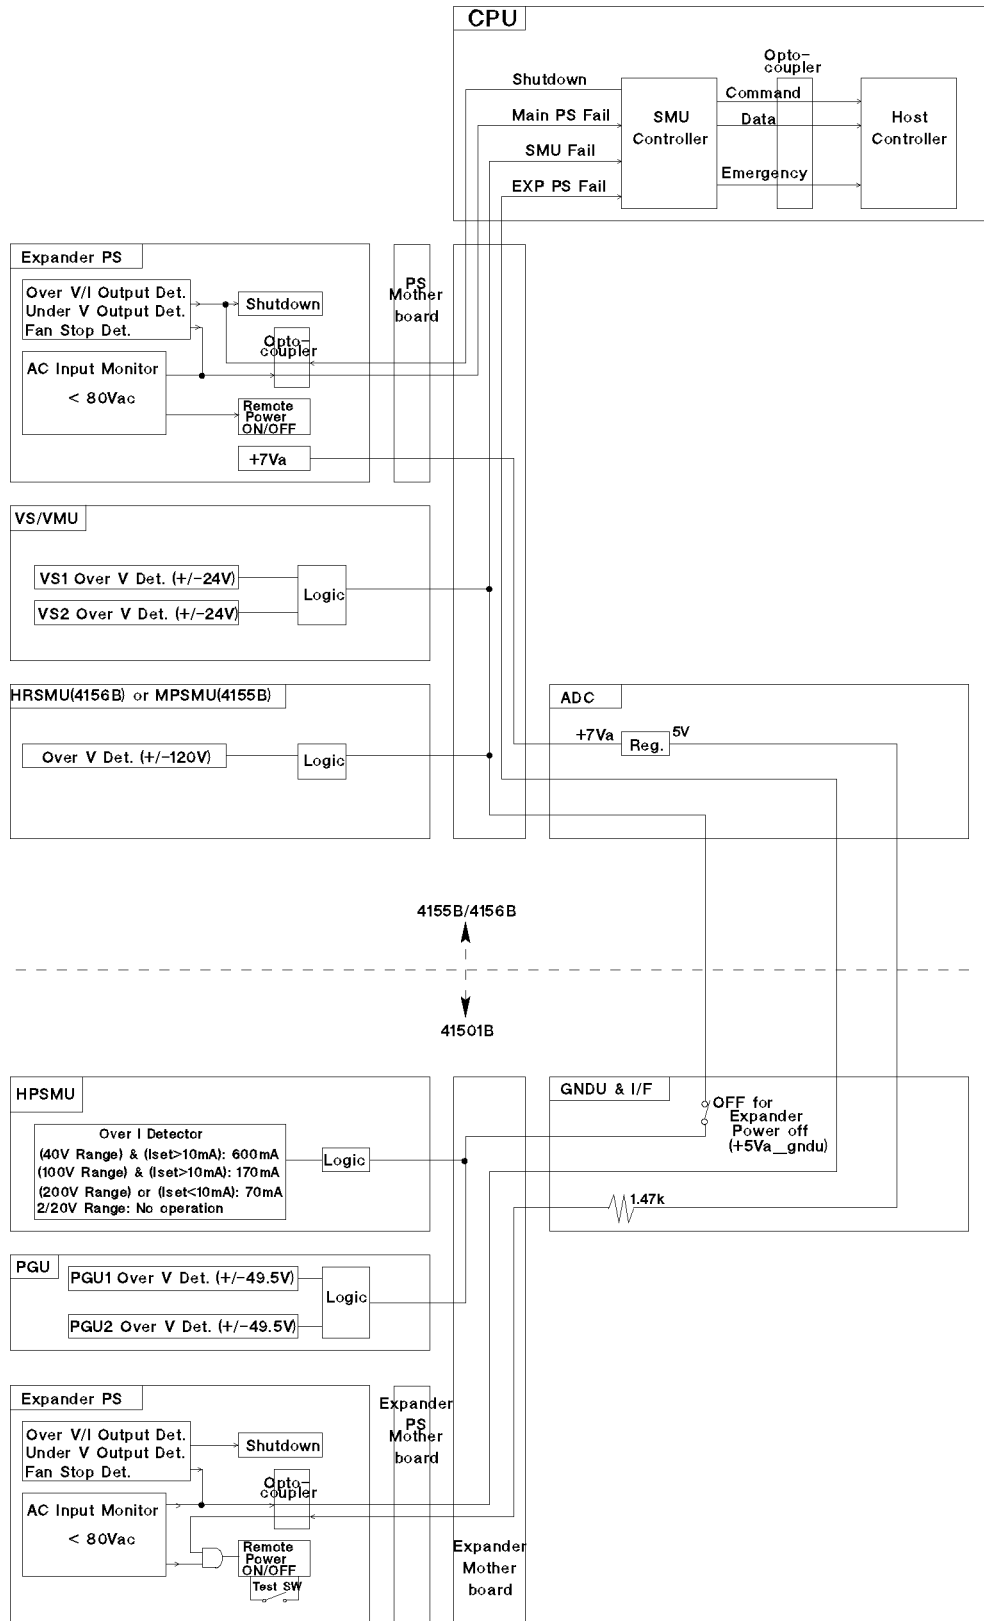 CPU
Opto-
coupler
Shutdown
Command
Main PS Fail
SMU
Controller
Data
Host
Controller
SMU Fail
Emergency
EXP PS Fail
Expander PS
PS
Mother
board
Over V/I Output Det.
Under V Output Det.
Fan Stop Det.
Shutdown
Opto-
coupler
AC Input Monitor
< 80Vac
Remote
Power
ON/OFF
+7Va
VS/VMU
VS1 Over V Det. (+/-24V)
VS2 Over V Det. (+/-24V)
Logic
HRSMU(4156B) or MPSMU(4155B)
Over V Det. (+/-120V)
Logic
ADC
+7Va
Reg.
5V
4155B/4156B
41501B
HPSMU
Over I Detector
(40V Range) & (Iset>10mA): 600mA
(100V Range) & (Iset>10mA): 170mA
(200V Range) or (Iset<10mA): 70mA
2/20V Range: No operation
Logic
GNDU & I/F
OFF for
Expander
Power off
(+5Va__gndu)
1.47k
PGU
PGU1 Over V Det. (+/-49.5V)
PGU2 Over V Det. (+/-49.5V)
Logic
Expander PS
Expander
PS
Mother
board
Over V/I Output Det.
Under V Output Det.
Fan Stop Det.
Shutdown
Opto-
coupler
AC Input Monitor
< 80Vac
Remote
Power
ON/OFF
Test SW
Expander
Mother
board